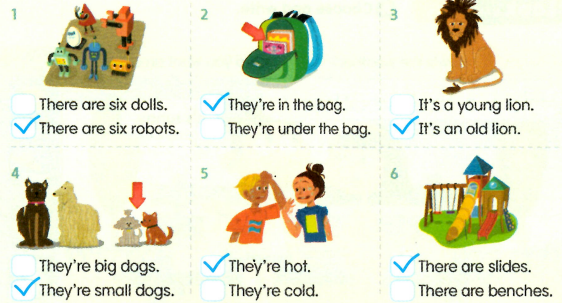 1
There are six dolls.
There are six robots.
2
They're in the bag.
They're under the bag.
3
It's a young lion.
It's an old lion.
4
They're big dogs.
They're small dogs.
5
They're hot.
They're cold.
6
There are slides.
There are benches.